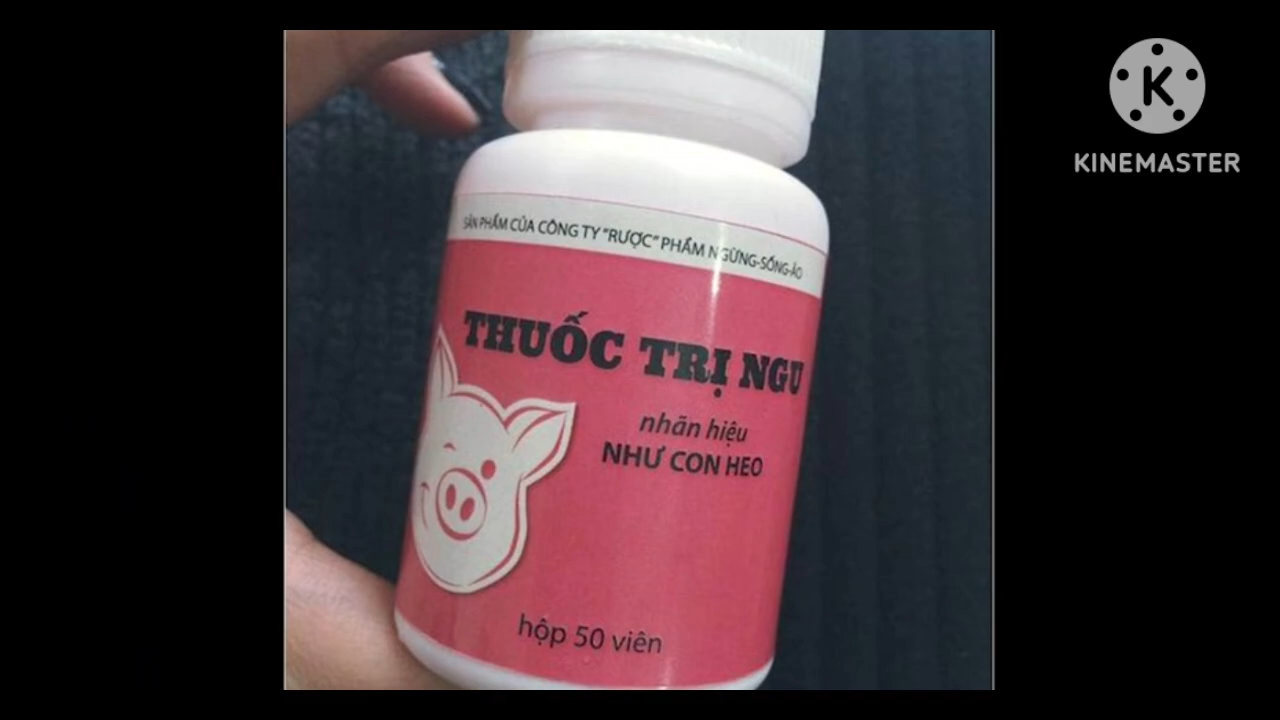 KINEMASTER
SẢN PHẨM CỦA CÔNG TY "RƯỢC" PHẨM NGỪNG-SỐNG-ẢO
THUỐC TRỊ NGU
nhãn hiệu
NHƯ CON HEO
hộp 50 viên